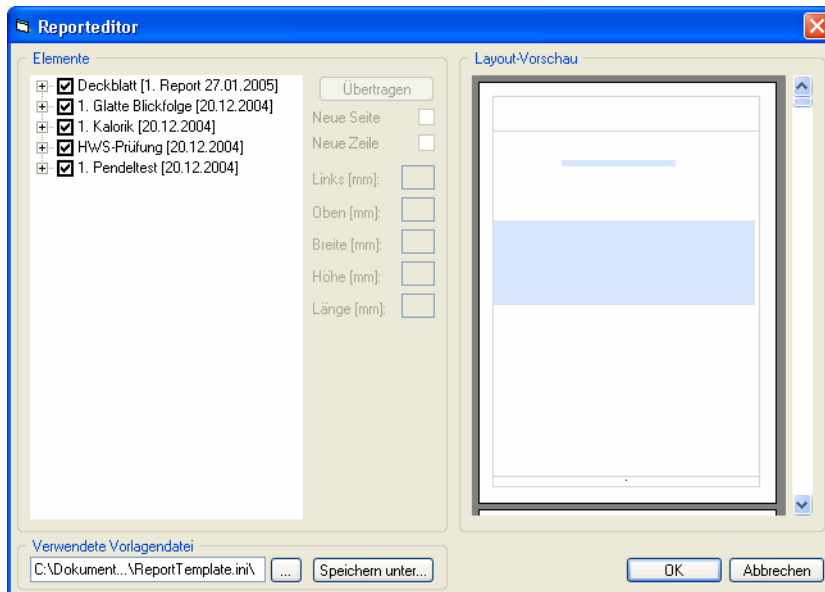 Reporteditor
Elemente
Deckblatt [1. Report 27.01.2005]
1. Glatte Blickfolge [20.12.2004]
1. Kalorik [20.12.2004]
HWS-Prüfung [20.12.2004]
1. Pendeltest [20.12.2004]
Übertragen
Neue Seite
Neue Zeile
Links [mm]:
Oben [mm]:
Breite [mm]:
Höhe [mm]:
Länge [mm]:
Layout-Vorschau
Verwendete Vorlagendatei
C:\Dokument...\ReportTemplate.ini\
...
Speichern unter...
OK
Abbrechen